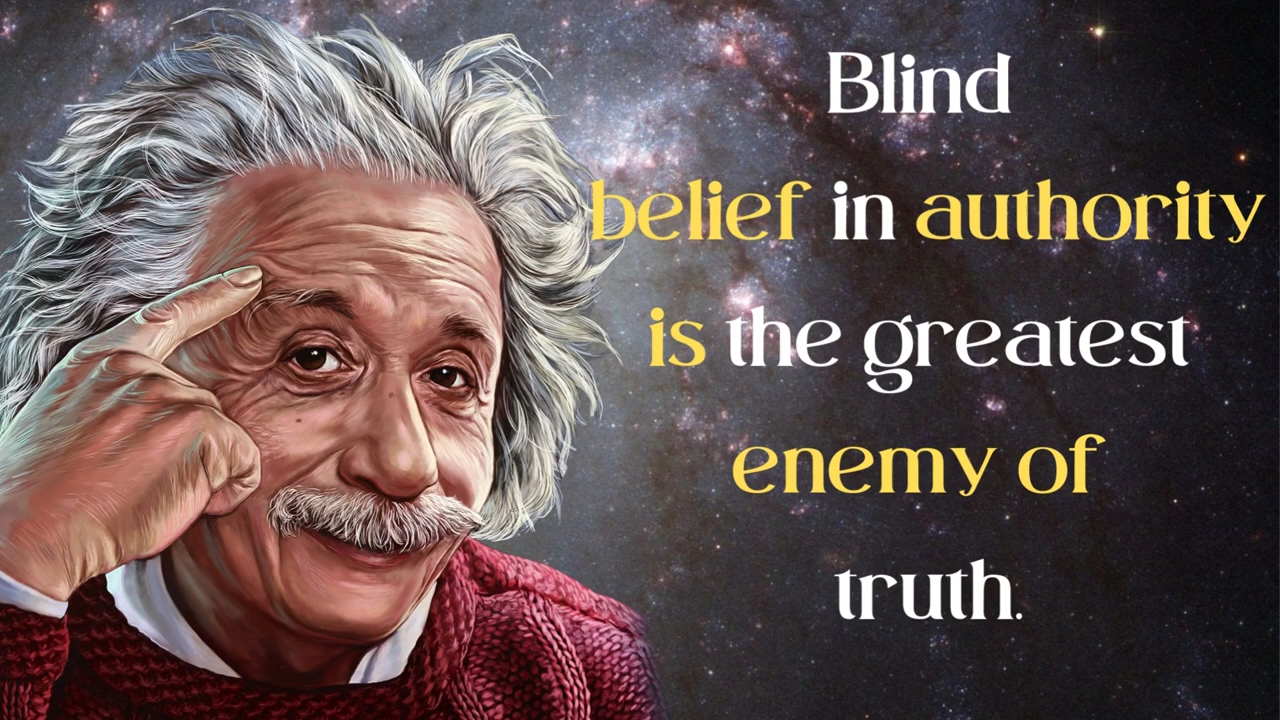 Blind
belief in authority
is the greatest
enemy of
truth.